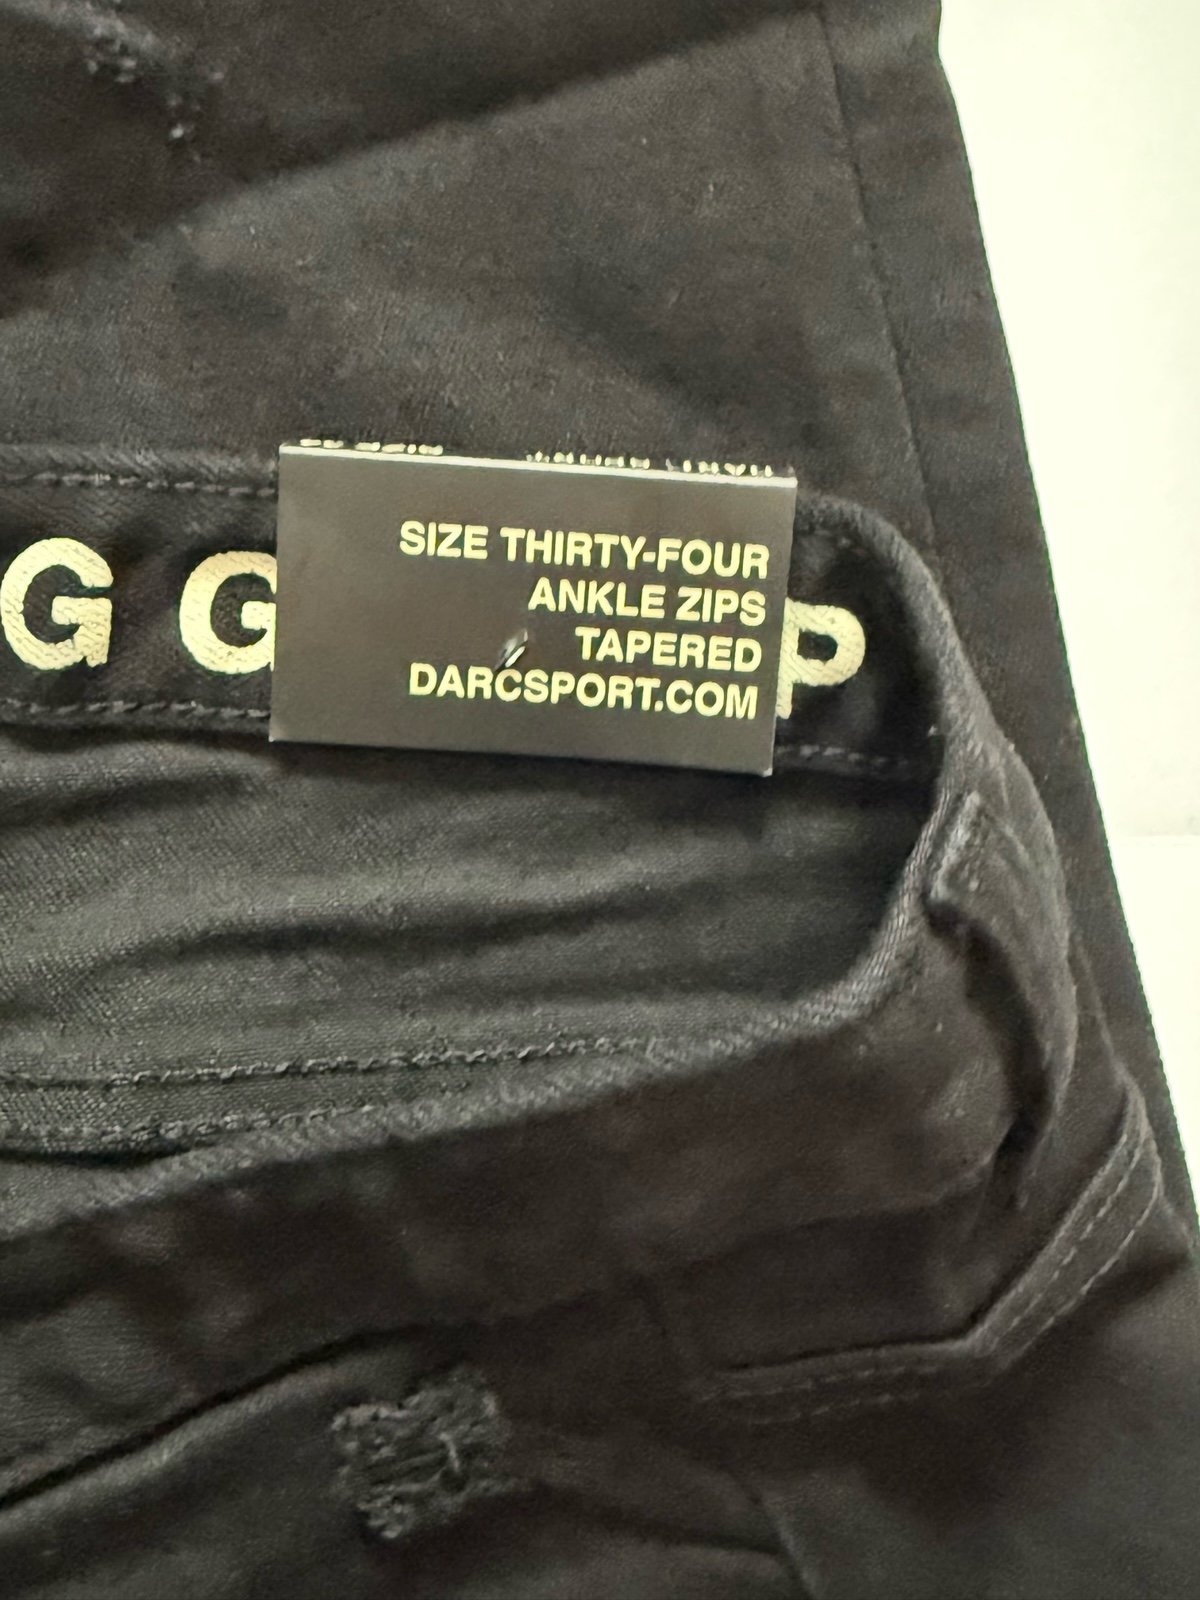 G G P
SIZE THIRTY-FOUR
ANKLE ZIPS
TAPERED
DARCSPORT.COM